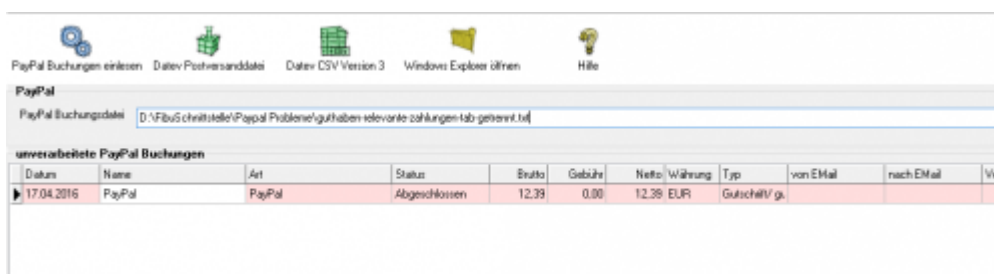 PayPal Buchungen einlesen Datev Postversanddatei Datev CSV Version 3 Windows Explorer öffnen Hilfe
PayPal
PayPal Buchungsdatei D:\FibuSchnittstelle\Paypal Probleme\guthaben-relevante-zahlungen-tab-getrennt.txt
unverarbeitete PayPal Buchungen
Datum Name Art Status Brutto Gebühr Netto Währung Typ von EMail nach EMail
17.04.2016 PayPal PayPal Abgeschlossen 12,39 0,00 12,39 EUR Gutschrift/ gu